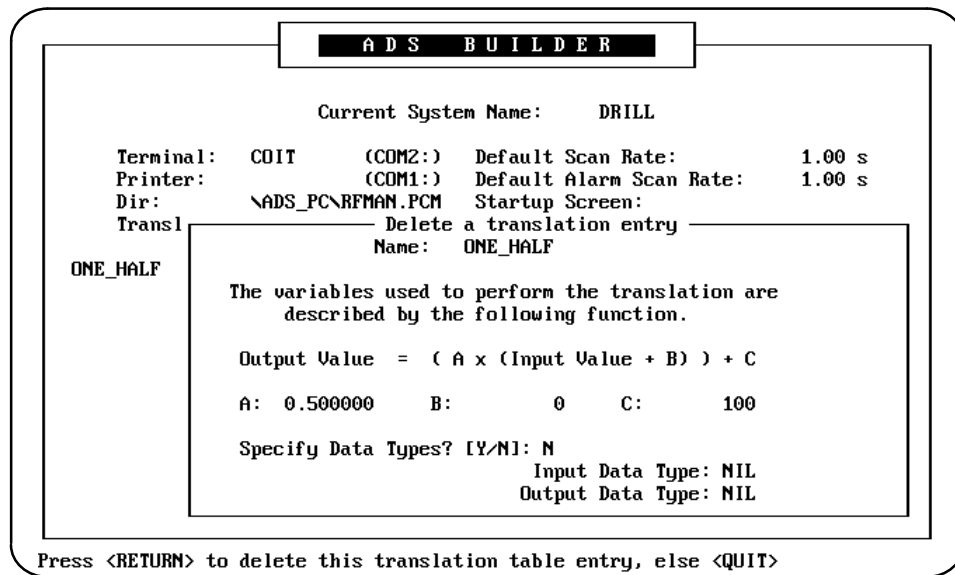 ADS BUILDER
Current System Name: DRILL
Terminal: COIT (COM2:) Default Scan Rate: 1.00 s
Printer: (COM1:) Default Alarm Scan Rate: 1.00 s
Dir: \ADS_PC\RFMAN.PCM Startup Screen:
Transl
Delete a translation entry
Name: ONE_HALF
ONE_HALF
The variables used to perform the translation are
described by the following function.
Output Value = ( A x (Input Value + B) ) + C
A: 0.500000 B: 0 C: 100
Specify Data Types? [Y/N]: N
Input Data Type: NIL
Output Data Type: NIL
Press <RETURN> to delete this translation table entry, else <QUIT>